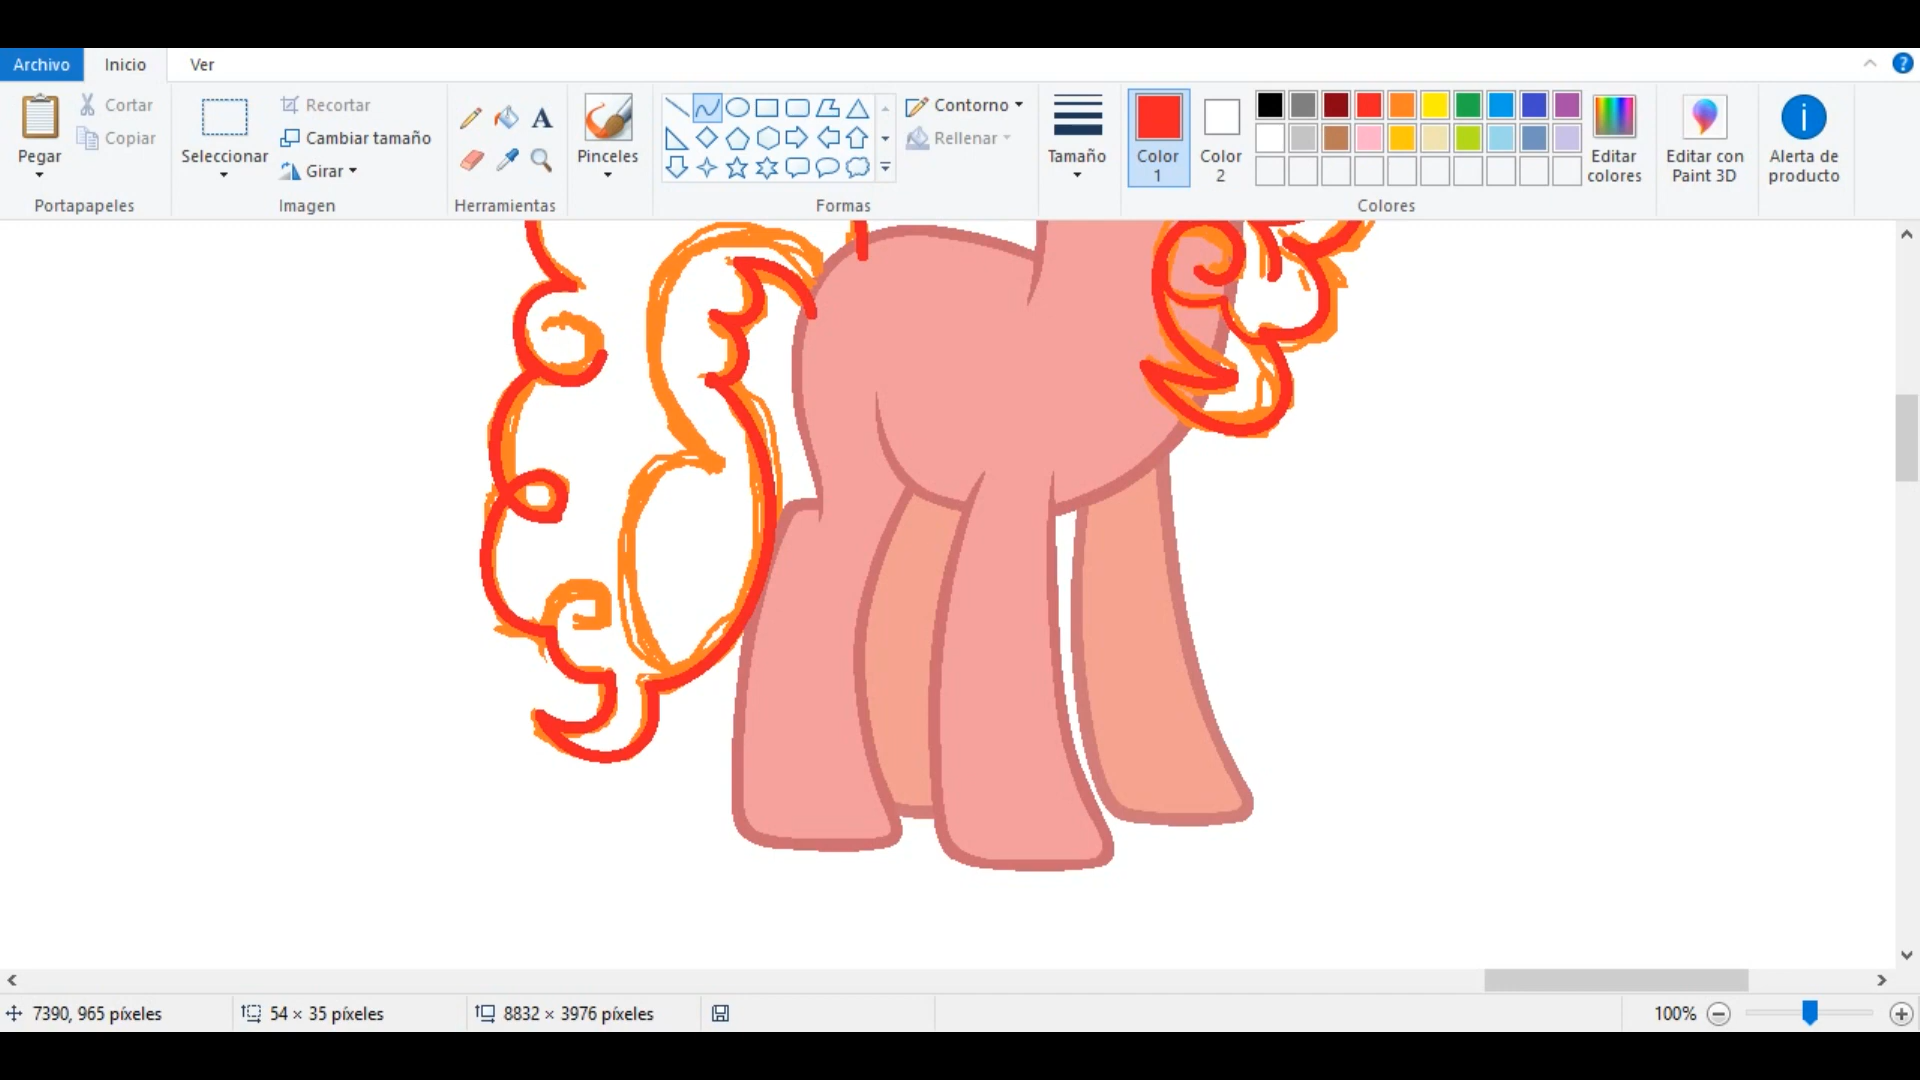 Archivo Inicio Ver
Pegar
Cortar
Copiar
Portapapeles
Seleccionar
Recortar
Cambiar tamaño
Girar
Imagen
A
Herramientas
Pinceles
Formas
Contorno
Rellenar
Tamaño
Color
1
Color
2
Editar
colores
Colores
Editar con
Paint 3D
Alerta de
producto
7390, 965 píxeles 54 × 35 píxeles 8832 × 3976 píxeles 100%